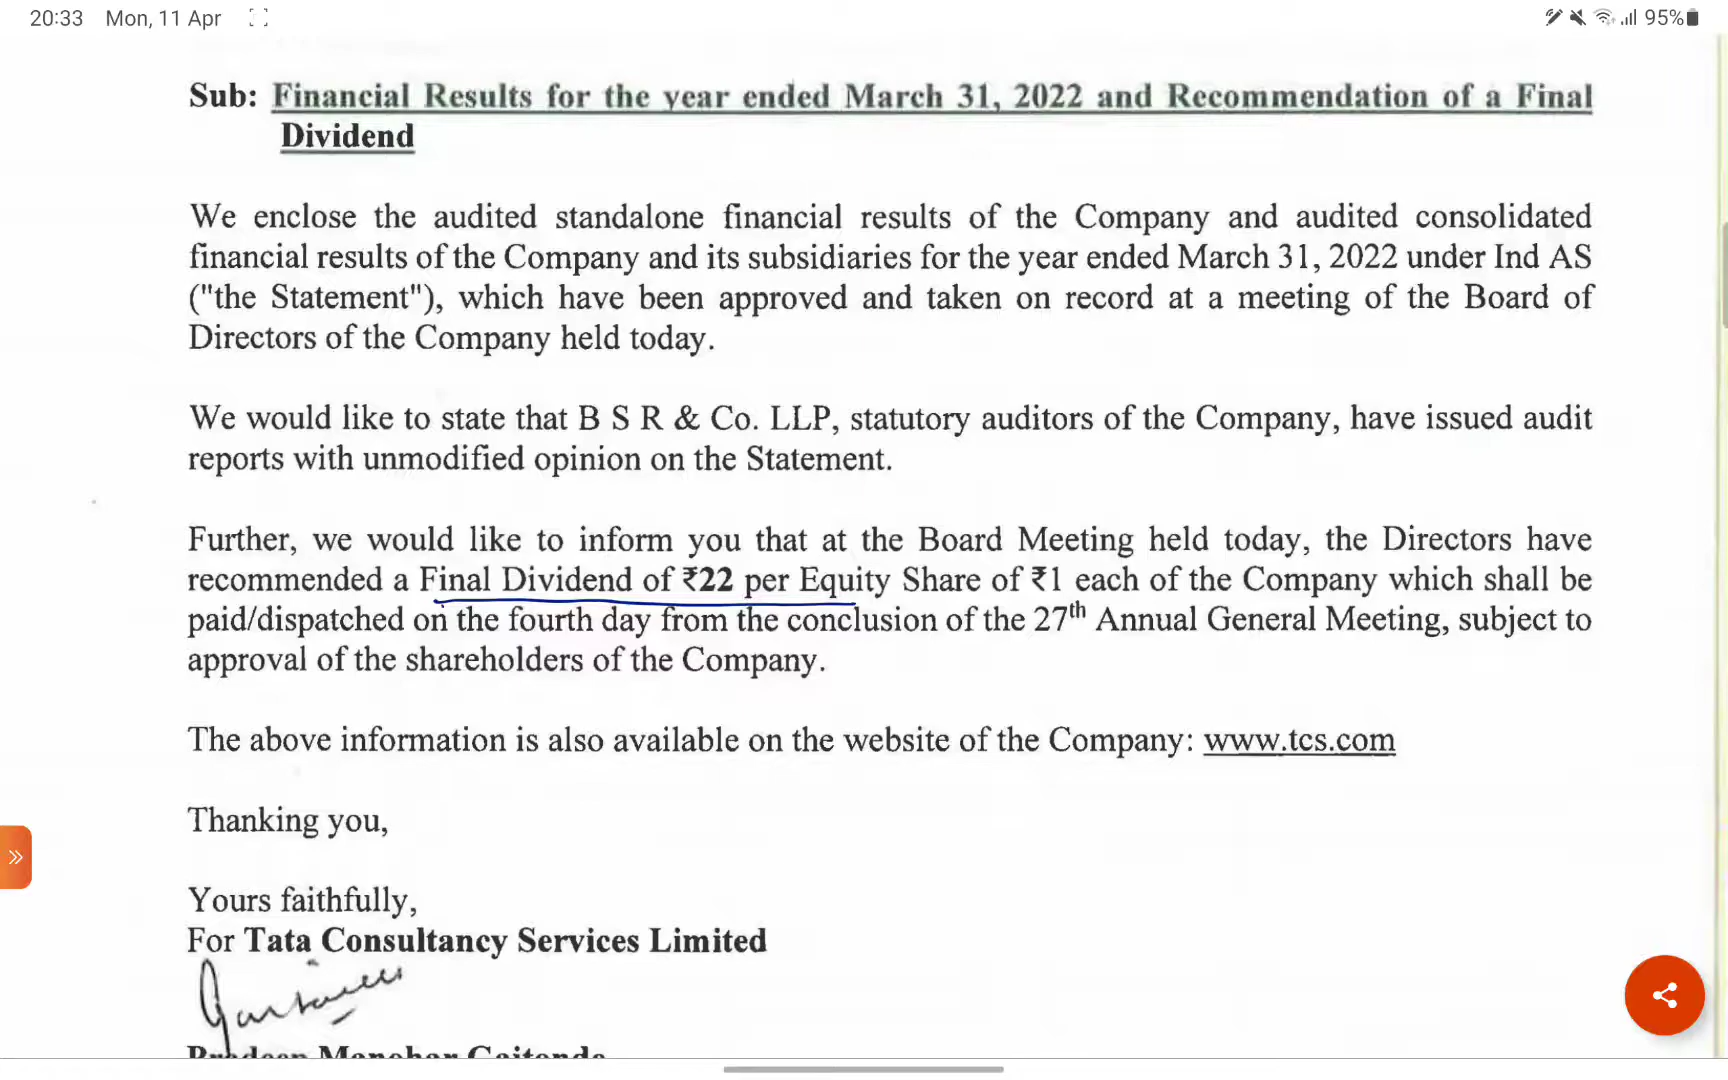 20:33 Mon, 11 Apr 95%
Sub: Financial Results for the year ended March 31, 2022 and Recommendation of a Final
Dividend
We enclose the audited standalone financial results of the Company and audited consolidated
financial results of the Company and its subsidiaries for the year ended March 31, 2022 under Ind AS
("the Statement"), which have been approved and taken on record at a meeting of the Board of
Directors of the Company held today.
We would like to state that B S R & Co. LLP, statutory auditors of the Company, have issued audit
reports with unmodified opinion on the Statement.
Further, we would like to inform you that at the Board Meeting held today, the Directors have
recommended a Final Dividend of ₹22 per Equity Share of ₹1 each of the Company which shall be
paid/dispatched on the fourth day from the conclusion of the 27th Annual General Meeting, subject to
approval of the shareholders of the Company.
The above information is also available on the website of the Company: www.tcs.com
Thanking you,
Yours faithfully,
For Tata Consultancy Services Limited
Pradeep Manohar Gaitonde